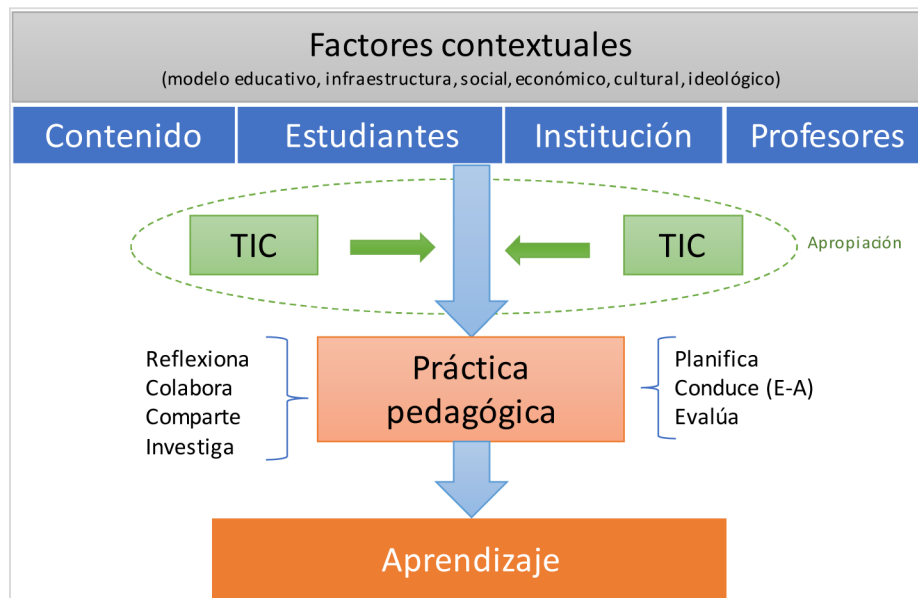 Factores contextuales
(modelo educativo, infraestructura, social, económico, cultural, ideológico)
Contenido
Estudiantes
Institución
Profesores
TIC
TIC
Apropiación
Reflexiona
Colabora
Comparte
Investiga
Práctica
pedagógica
Planifica
Conduce (E-A)
Evalúa
Aprendizaje